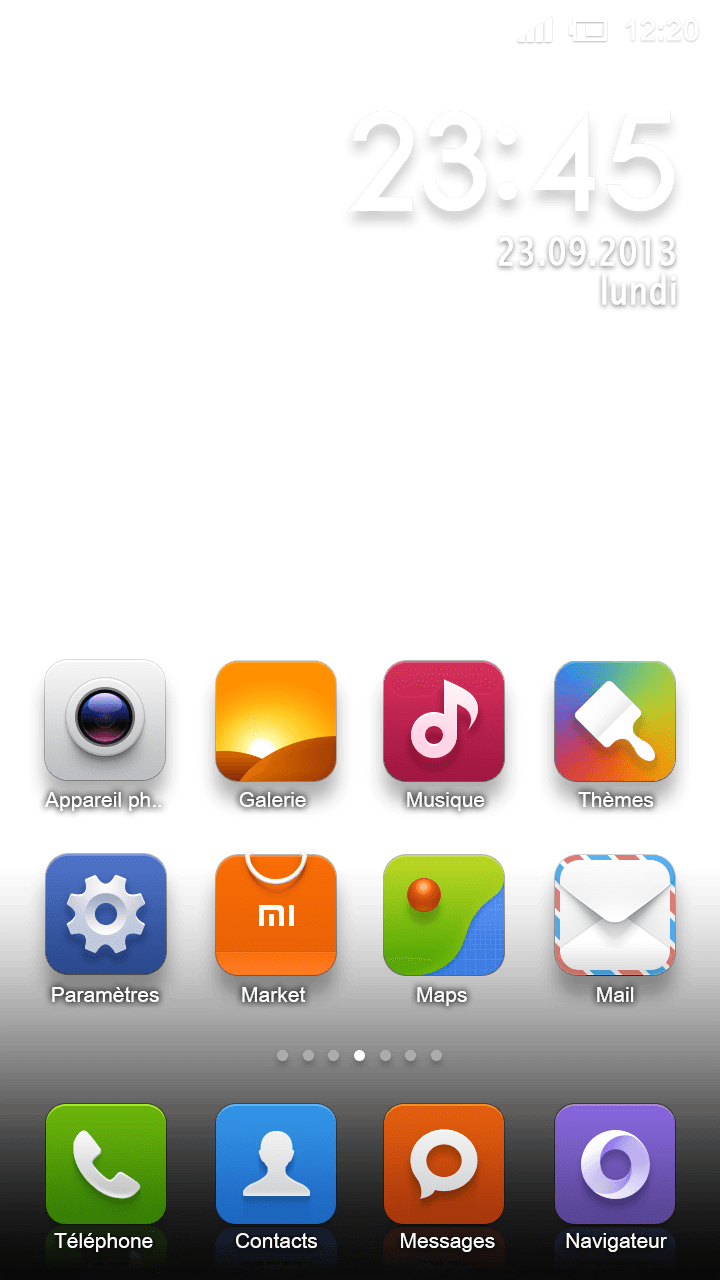 12:20
23:45
23.09.2013
lundi
Appareil ph..
Galerie
Musique
Thèmes
mi
Paramètres
Market
Maps
Mail
Téléphone
Contacts
Messages
Navigateur